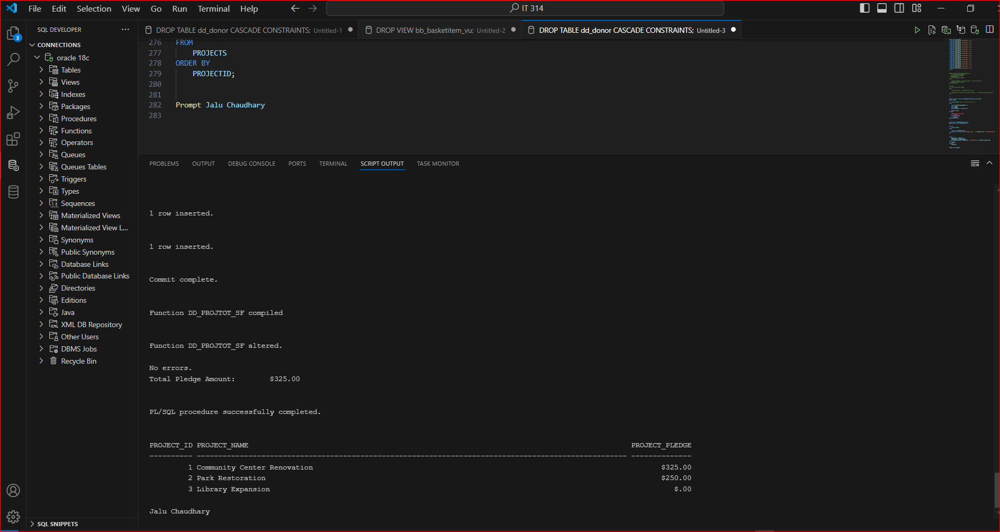 File Edit Selection View Go Run Terminal Help
IT 314
SQL DEVELOPER
DROP TABLE dd_donor CASCADE CONSTRAINTS; Untitled-1
DROP VIEW bb_basketitem_vu; Untitled-2
DROP TABLE dd_donor CASCADE CONSTRAINTS; Untitled-3
3
CONNECTIONS
oracle 18c
Tables
Views
Indexes
Packages
Procedures
Functions
Operators
Queues
Queues Tables
Triggers
Types
Sequences
Materialized Views
Materialized View L...
Synonyms
Public Synonyms
Database Links
Public Database Links
Directories
Editions
Java
XML DB Repository
Other Users
DBMS Jobs
Recycle Bin
SQL SNIPPETS
276 FROM
277 PROJECTS
278 ORDER BY
279 PROJECTID;
280
281
282 Prompt Jalu Chaudhary
283
PROBLEMS OUTPUT DEBUG CONSOLE PORTS TERMINAL SCRIPT OUTPUT TASK MONITOR
1 row inserted.
1 row inserted.
Commit complete.
Function DD_PROJTOT_SF compiled
Function DD_PROJTOT_SF altered.
No errors.
Total Pledge Amount: $325.00
PL/SQL procedure successfully completed.
PROJECT_ID PROJECT_NAME PROJECT_PLEDGE
1 Community Center Renovation $325.00
2 Park Restoration $250.00
3 Library Expansion $.00
Jalu Chaudhary